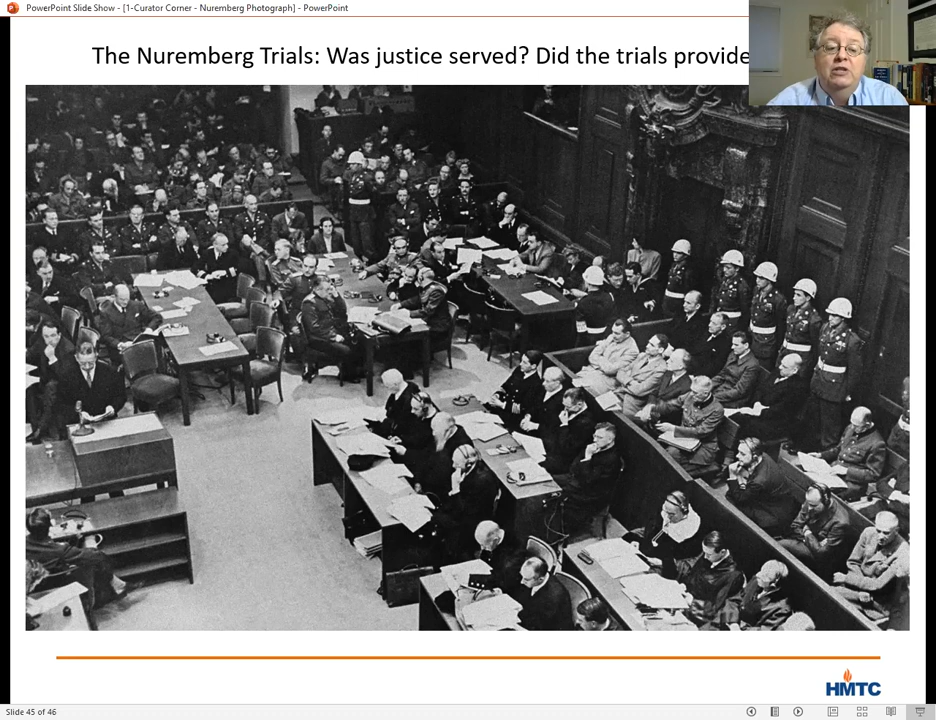 PowerPoint Slide Show - [1-Curator Corner - Nuremberg Photograph] - PowerPoint
The Nuremberg Trials: Was justice served? Did the trials provide
HMTC
Slide 45 of 46